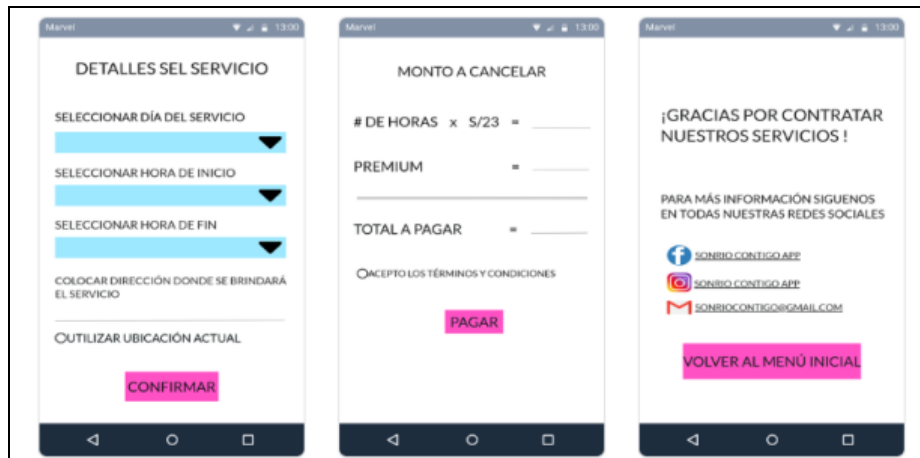 Marvel 13:00
DETALLES SEL SERVICIO
SELECCIONAR DÍA DEL SERVICIO
SELECCIONAR HORA DE INICIO
SELECCIONAR HORA DE FIN
COLOCAR DIRECCIÓN DONDE SE BRINDARÁ
EL SERVICIO
UTILIZAR UBICACIÓN ACTUAL
CONFIRMAR
Marvel 13:00
MONTO A CANCELAR
# DE HORAS x S/23 =
PREMIUM =
TOTAL A PAGAR =
ACEPTO LOS TÉRMINOS Y CONDICIONES
PAGAR
Marvel 13:00
¡GRACIAS POR CONTRATAR
NUESTROS SERVICIOS !
PARA MÁS INFORMACIÓN SIGUENOS
EN TODAS NUESTRAS REDES SOCIALES
SONRIO CONTIGO APP
SONRIO CONTIGO APP
SONRIOCONTIGO@GMAIL.COM
VOLVER AL MENÚ INICIAL